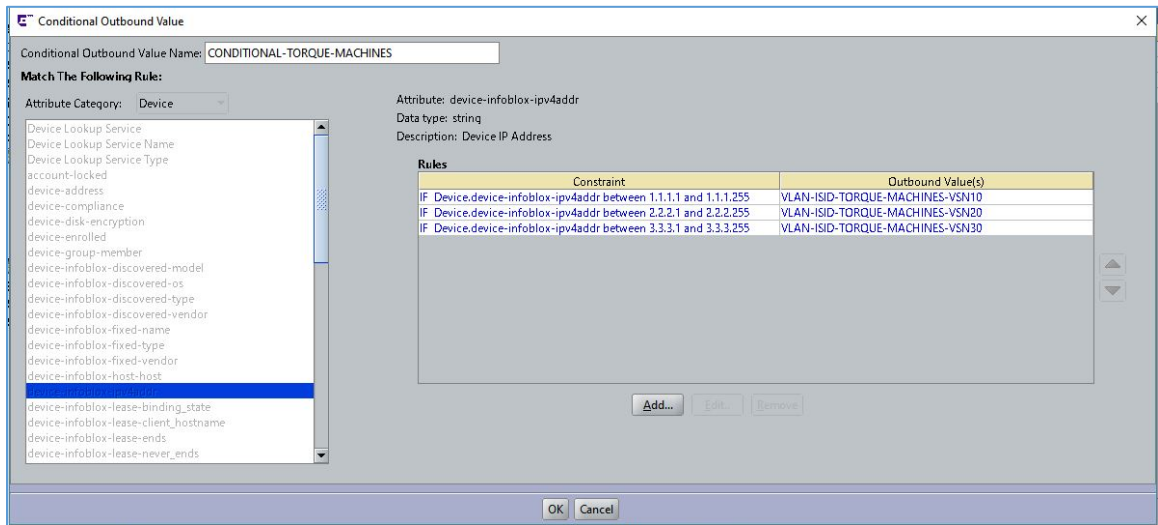 Conditional Outbound Value
Conditional Outbound Value Name: CONDITIONAL-TORQUE-MACHINES
Match The Following Rule:
Attribute Category: Device
Device Lookup Service
Device Lookup Service Name
Device Lookup Service Type
account-locked
device-address
device-compliance
device-disk-encryption
device-enrolled
device-group-member
device-infoblox-discovered-model
device-infoblox-discovered-os
device-infoblox-discovered-type
device-infoblox-discovered-vendor
device-infoblox-fixed-name
device-infoblox-fixed-type
device-infoblox-fixed-vendor
device-infoblox-host-host
device-infoblox-ipv4addr
device-infoblox-lease-binding_state
device-infoblox-lease-client_hostname
device-infoblox-lease-ends
device-infoblox-lease-never_ends
Attribute: device-infoblox-ipv4addr
Data type: string
Description: Device IP Address
Rules
Constraint Outbound Value(s)
IF Device.device-infoblox-ipv4addr between 1.1.1.1 and 1.1.1.255 VLAN-ISID-TORQUE-MACHINES-VSN10
IF Device.device-infoblox-ipv4addr between 2.2.2.1 and 2.2.2.255 VLAN-ISID-TORQUE-MACHINES-VSN20
IF Device.device-infoblox-ipv4addr between 3.3.3.1 and 3.3.3.255 VLAN-ISID-TORQUE-MACHINES-VSN30
Add... Edit... Remove
OK Cancel